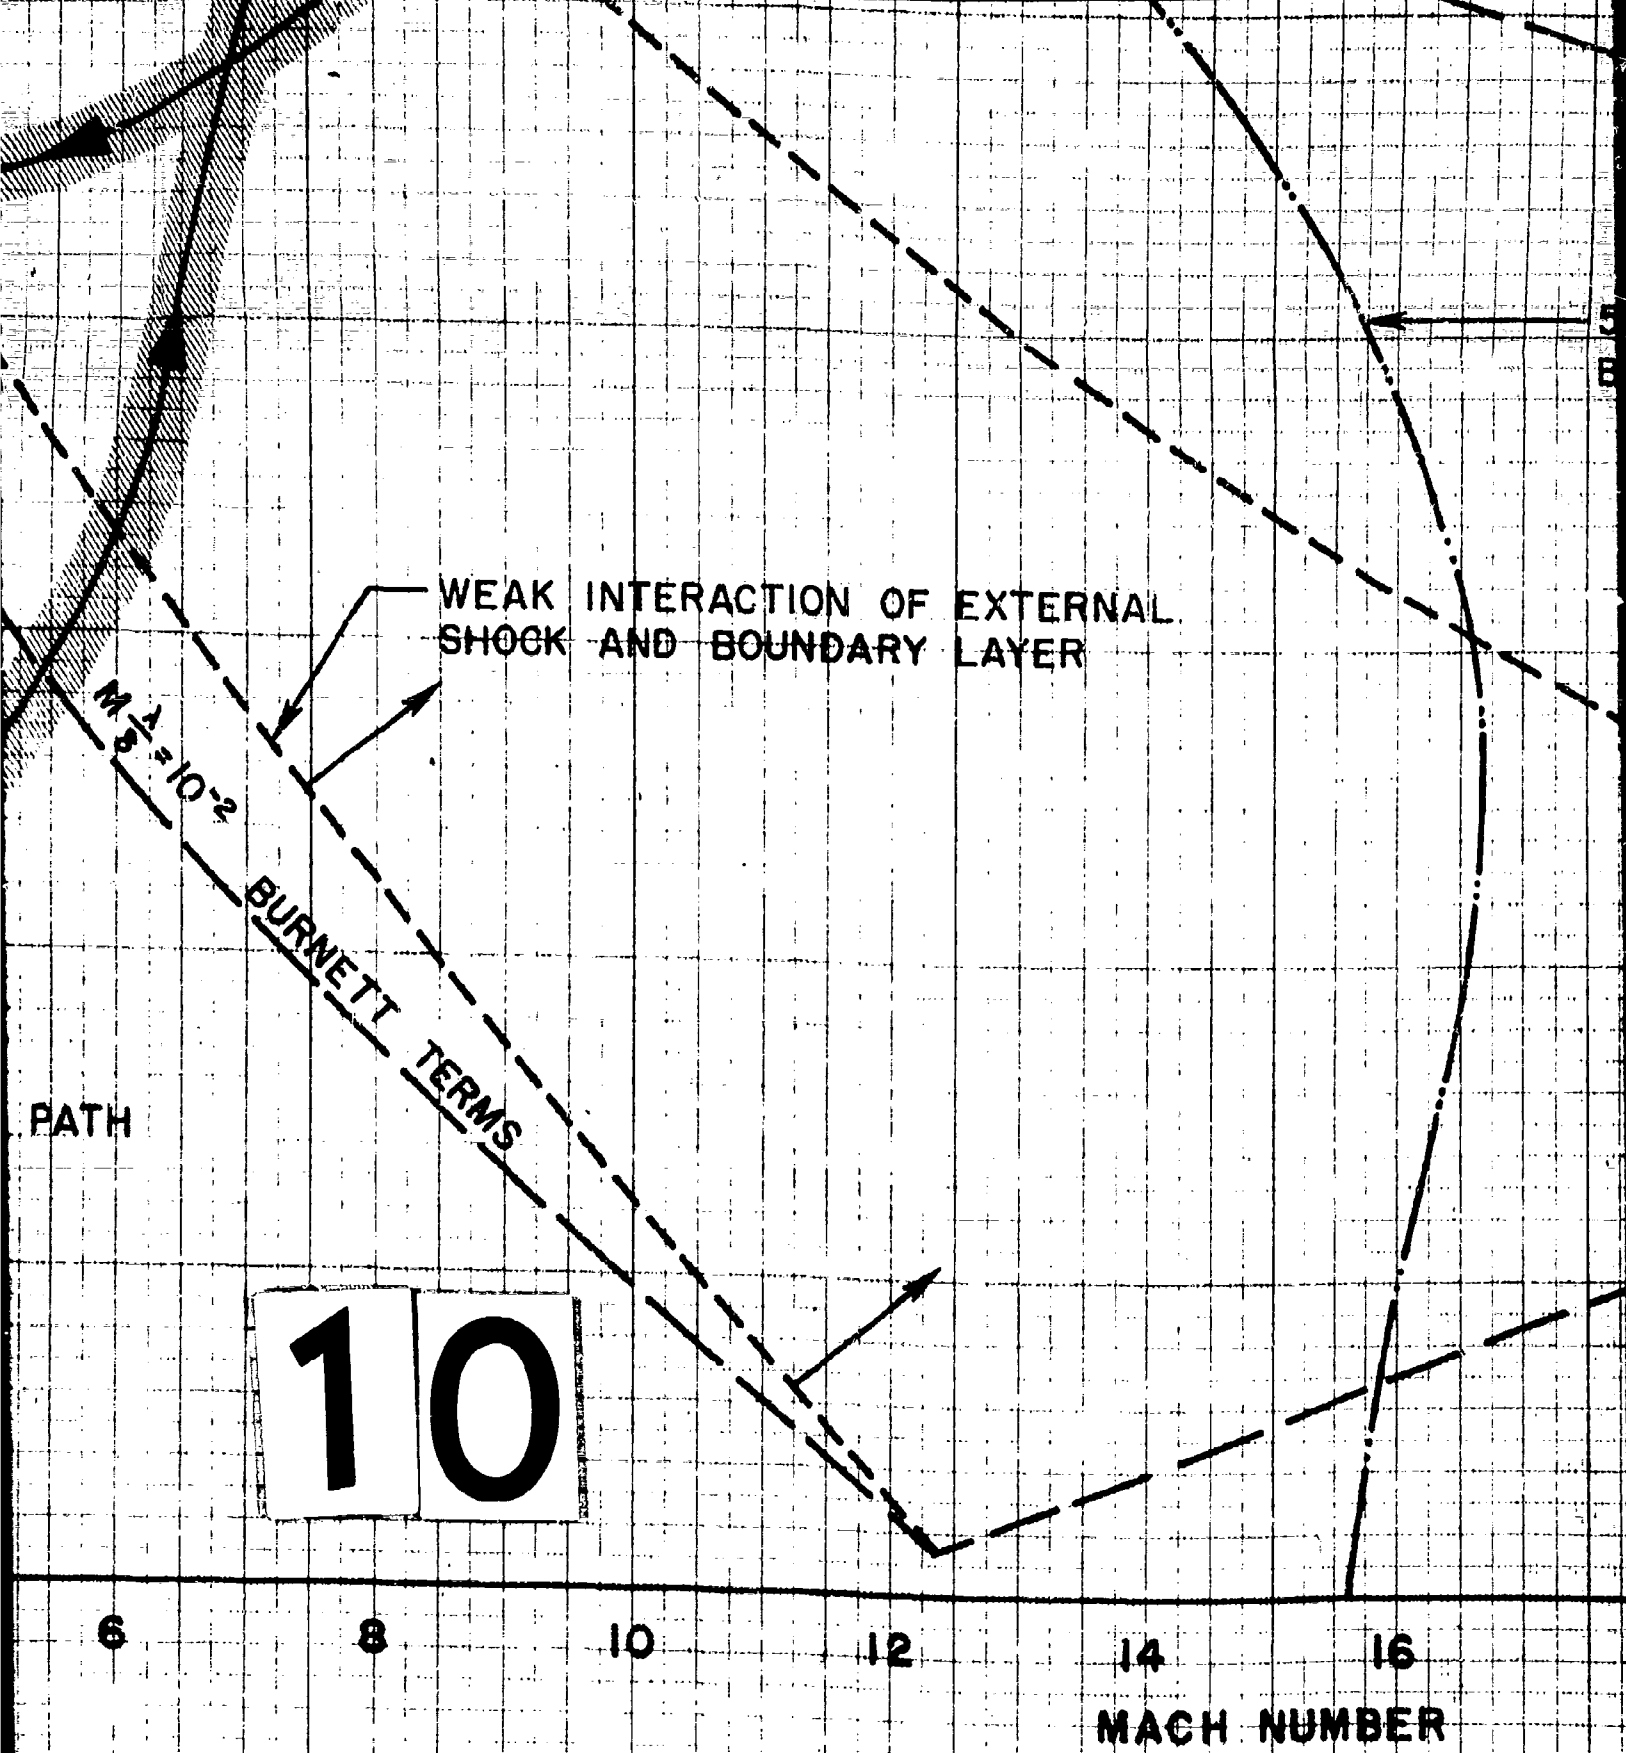 WEAK INTERACTION OF EXTERNAL
SHOCK AND BOUNDARY LAYER
M λ/δ = 10⁻²
BURNETT TERMS
PATH
10
6 8 10 12 14 16
MACH NUMBER